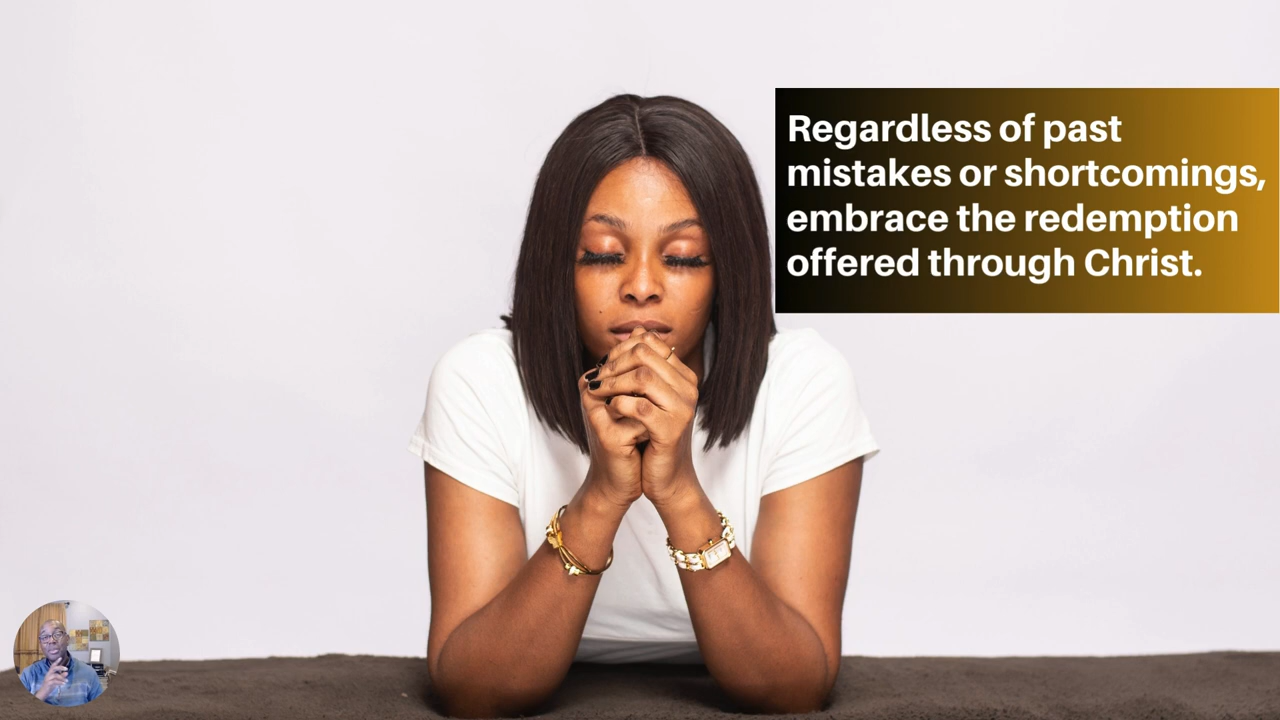 Regardless of past
mistakes or shortcomings,
embrace the redemption
offered through Christ.